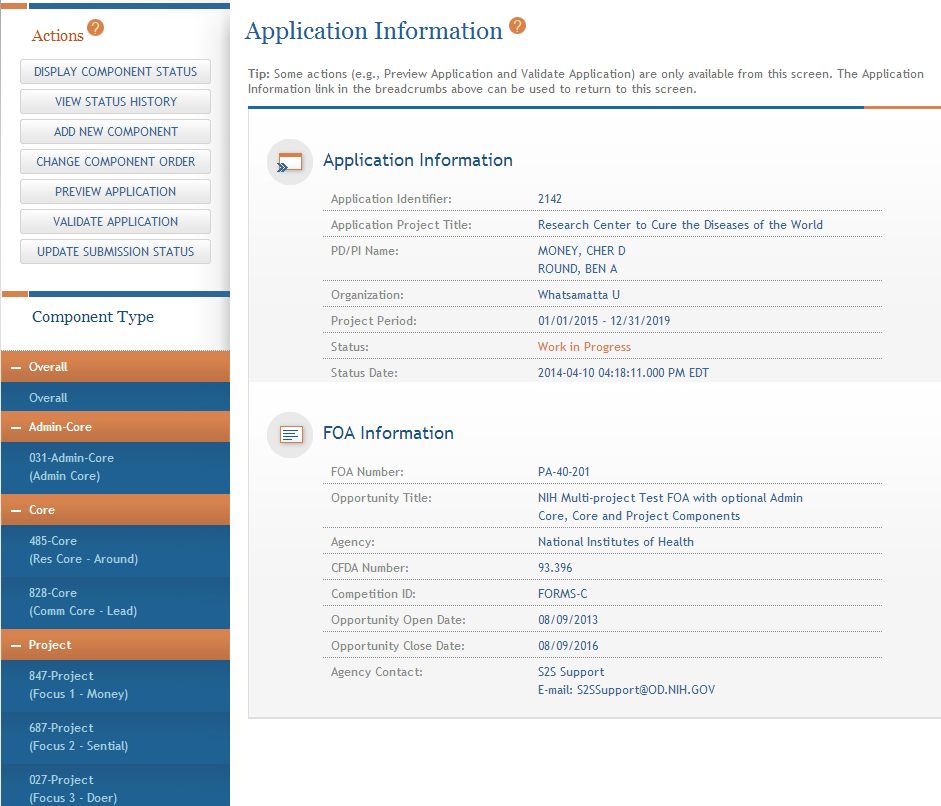 Actions ?
DISPLAY COMPONENT STATUS
VIEW STATUS HISTORY
ADD NEW COMPONENT
CHANGE COMPONENT ORDER
PREVIEW APPLICATION
VALIDATE APPLICATION
UPDATE SUBMISSION STATUS
Component Type
Overall
Overall
Admin-Core
031-Admin-Core
(Admin Core)
Core
485-Core
(Res Core - Around)
828-Core
(Comm Core - Lead)
Project
847-Project
(Focus 1 - Money)
687-Project
(Focus 2 - Sential)
027-Project
(Focus 3 - Doer)
Application Information ?
Tip: Some actions (e.g., Preview Application and Validate Application) are only available from this screen. The Application
Information link in the breadcrumbs above can be used to return to this screen.
Application Information
Application Identifier: 2142
Application Project Title: Research Center to Cure the Diseases of the World
PD/PI Name: MONEY, CHER D
ROUND, BEN A
Organization: Whatsamatta U
Project Period: 01/01/2015 - 12/31/2019
Status: Work in Progress
Status Date: 2014-04-10 04:18:11.000 PM EDT
FOA Information
FOA Number: PA-40-201
Opportunity Title: NIH Multi-project Test FOA with optional Admin
Core, Core and Project Components
Agency: National Institutes of Health
CFDA Number: 93.396
Competition ID: FORMS-C
Opportunity Open Date: 08/09/2013
Opportunity Close Date: 08/09/2016
Agency Contact: S2S Support
E-mail: S2SSupport@OD.NIH.GOV